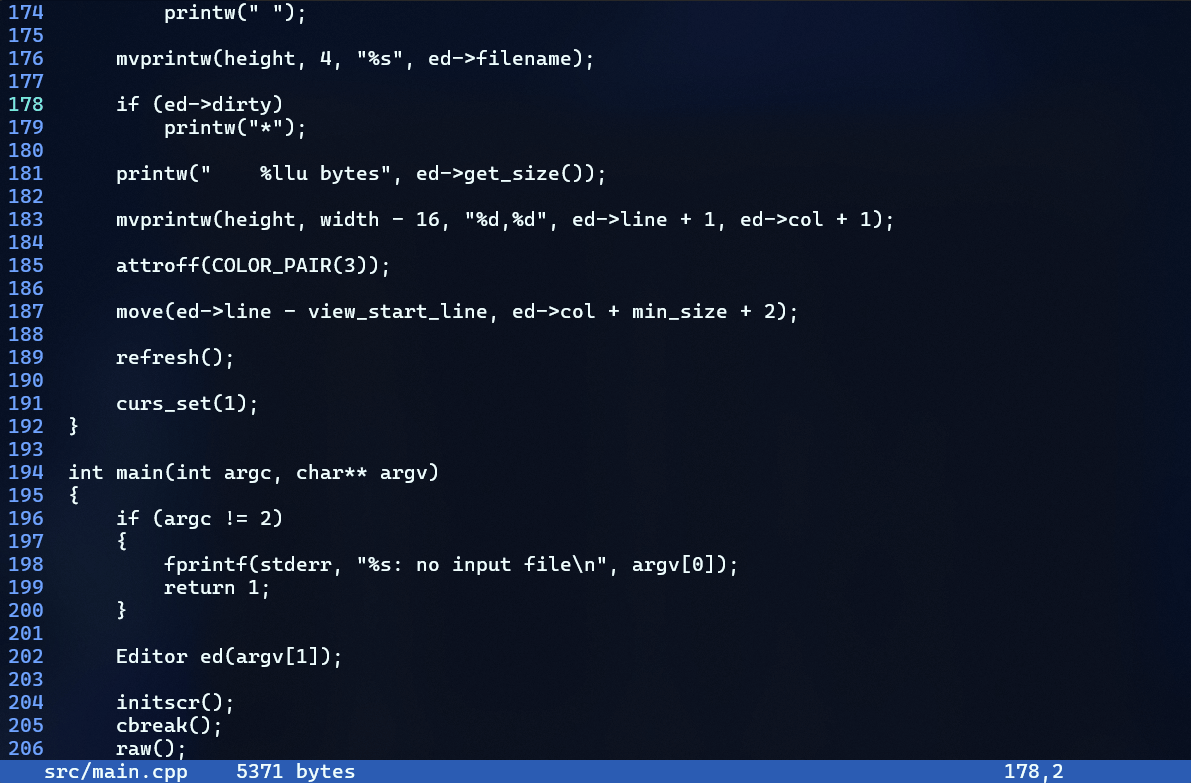 174          printw(" ");
175
176      mvprintw(height, 4, "%s", ed->filename);
177
178      if (ed->dirty)
179          printw("*");
180
181      printw("    %llu bytes", ed->get_size());
182
183      mvprintw(height, width - 16, "%d,%d", ed->line + 1, ed->col + 1);
184
185      attroff(COLOR_PAIR(3));
186
187      move(ed->line - view_start_line, ed->col + min_size + 2);
188
189      refresh();
190
191      curs_set(1);
192  }
193
194  int main(int argc, char** argv)
195  {
196      if (argc != 2)
197      {
198          fprintf(stderr, "%s: no input file\n", argv[0]);
199          return 1;
200      }
201
202      Editor ed(argv[1]);
203
204      initscr();
205      cbreak();
206      raw();
src/main.cpp    5371 bytes    178,2